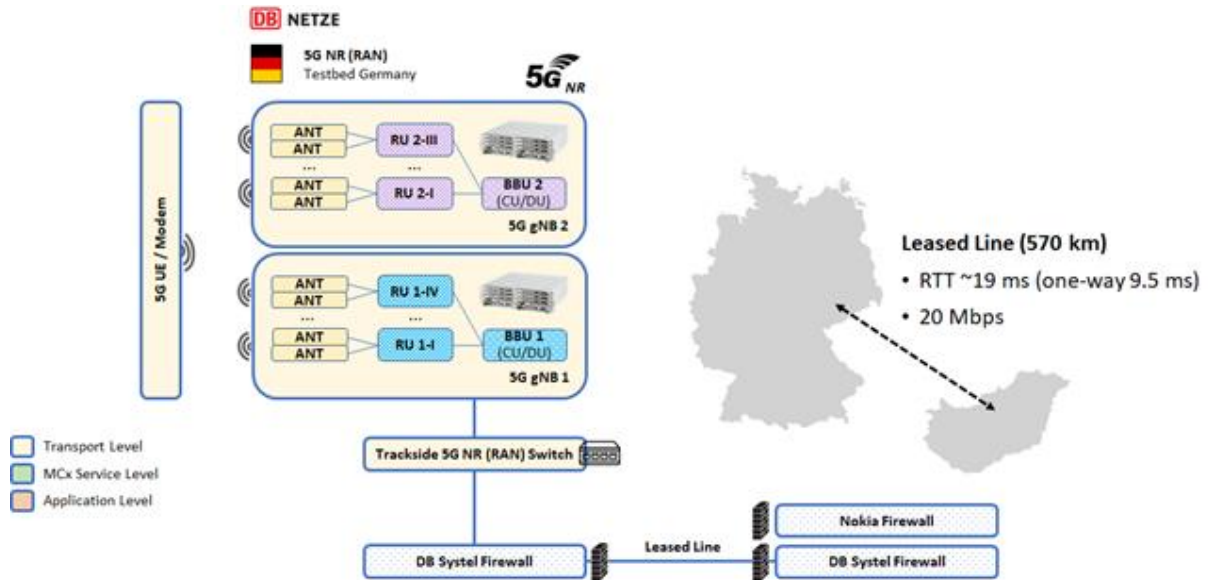 DB NETZE
5G NR (RAN)
Testbed Germany
5G NR
5G UE / Modem
ANT
ANT
...
ANT
ANT
RU 2-III
...
RU 2-I
BBU 2
(CU/DU)
5G gNB 2
ANT
ANT
...
ANT
ANT
RU 1-IV
...
RU 1-I
BBU 1
(CU/DU)
5G gNB 1
Leased Line (570 km)
• RTT ~19 ms (one-way 9.5 ms)
• 20 Mbps
Transport Level
MCx Service Level
Application Level
Trackside 5G NR (RAN) Switch
DB Systel Firewall
Leased Line
Nokia Firewall
DB Systel Firewall